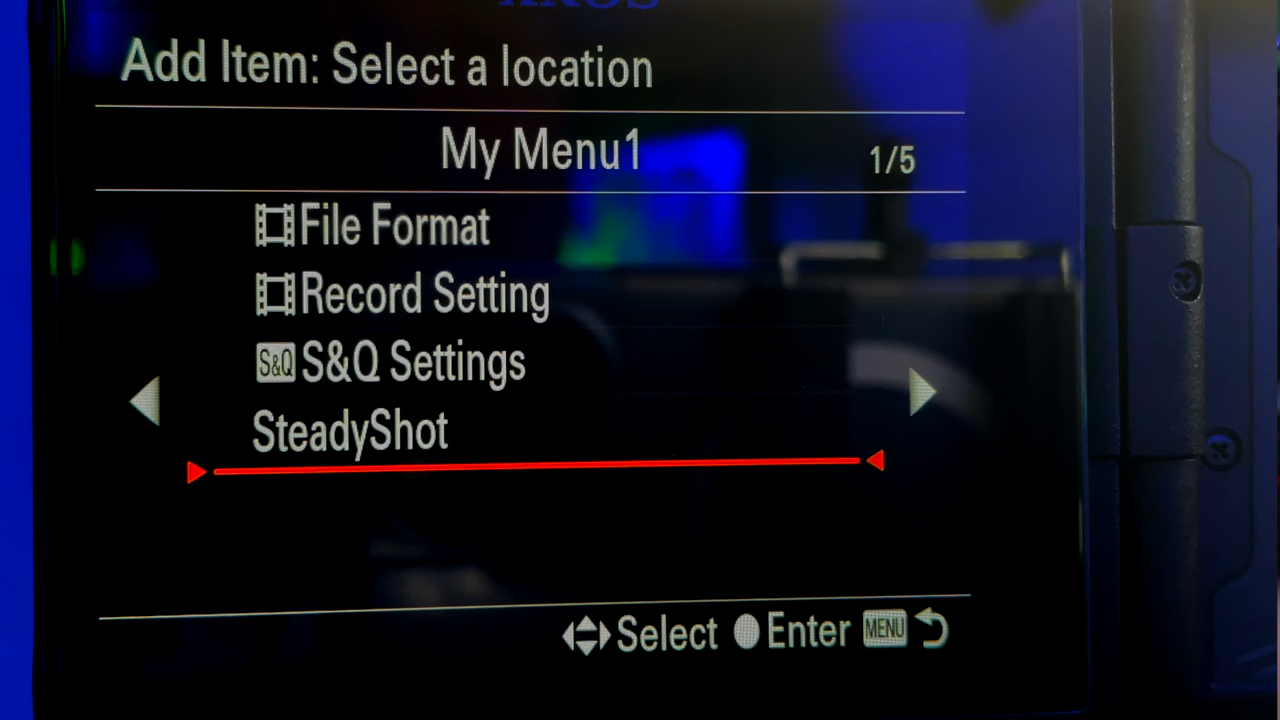 Add Item: Select a location
My Menu1 1/5
File Format
Record Setting
S&Q S&Q Settings
SteadyShot
Select Enter MENU